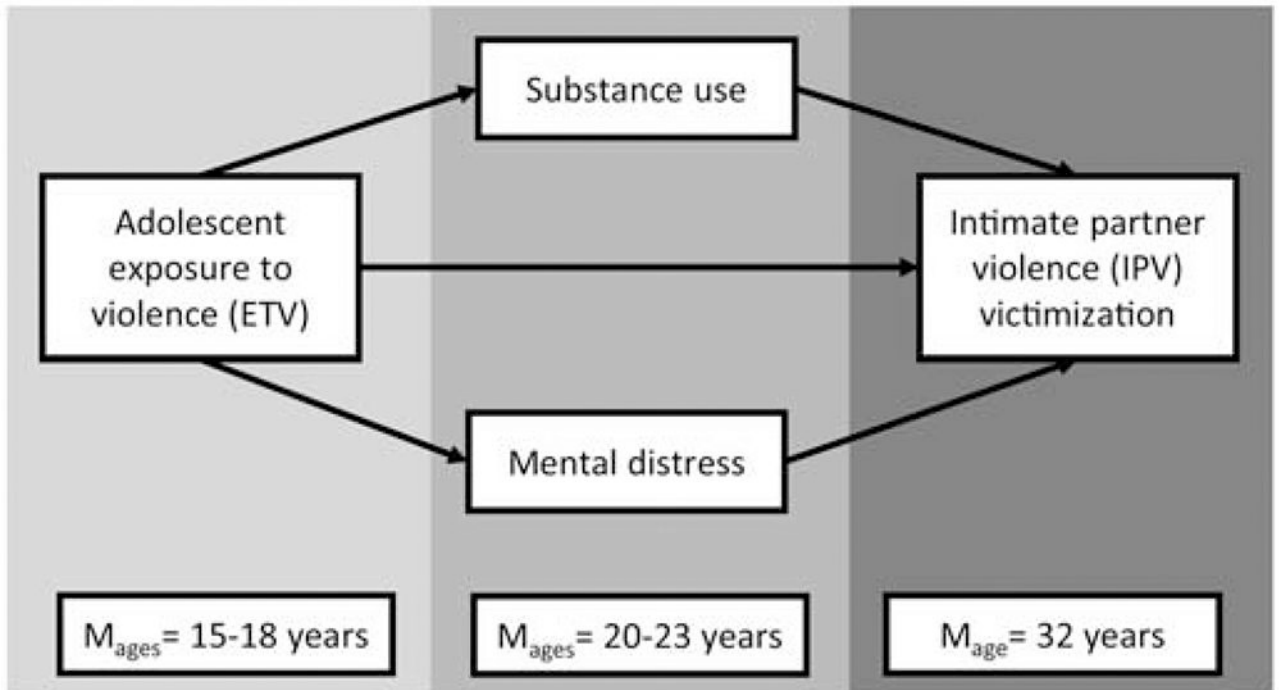 Substance use
Adolescent
exposure to
violence (ETV)
Intimate partner
violence (IPV)
victimization
Mental distress
Mages= 15-18 years
Mages= 20-23 years
Mage= 32 years